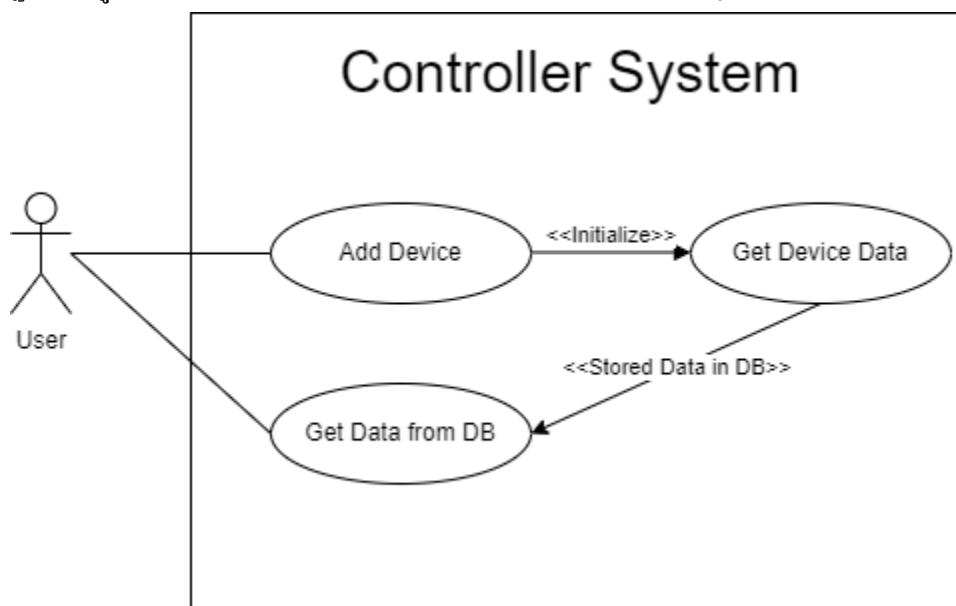 Controller System
Add Device
<<Initialize>>
Get Device Data
User
<<Stored Data in DB>>
Get Data from DB